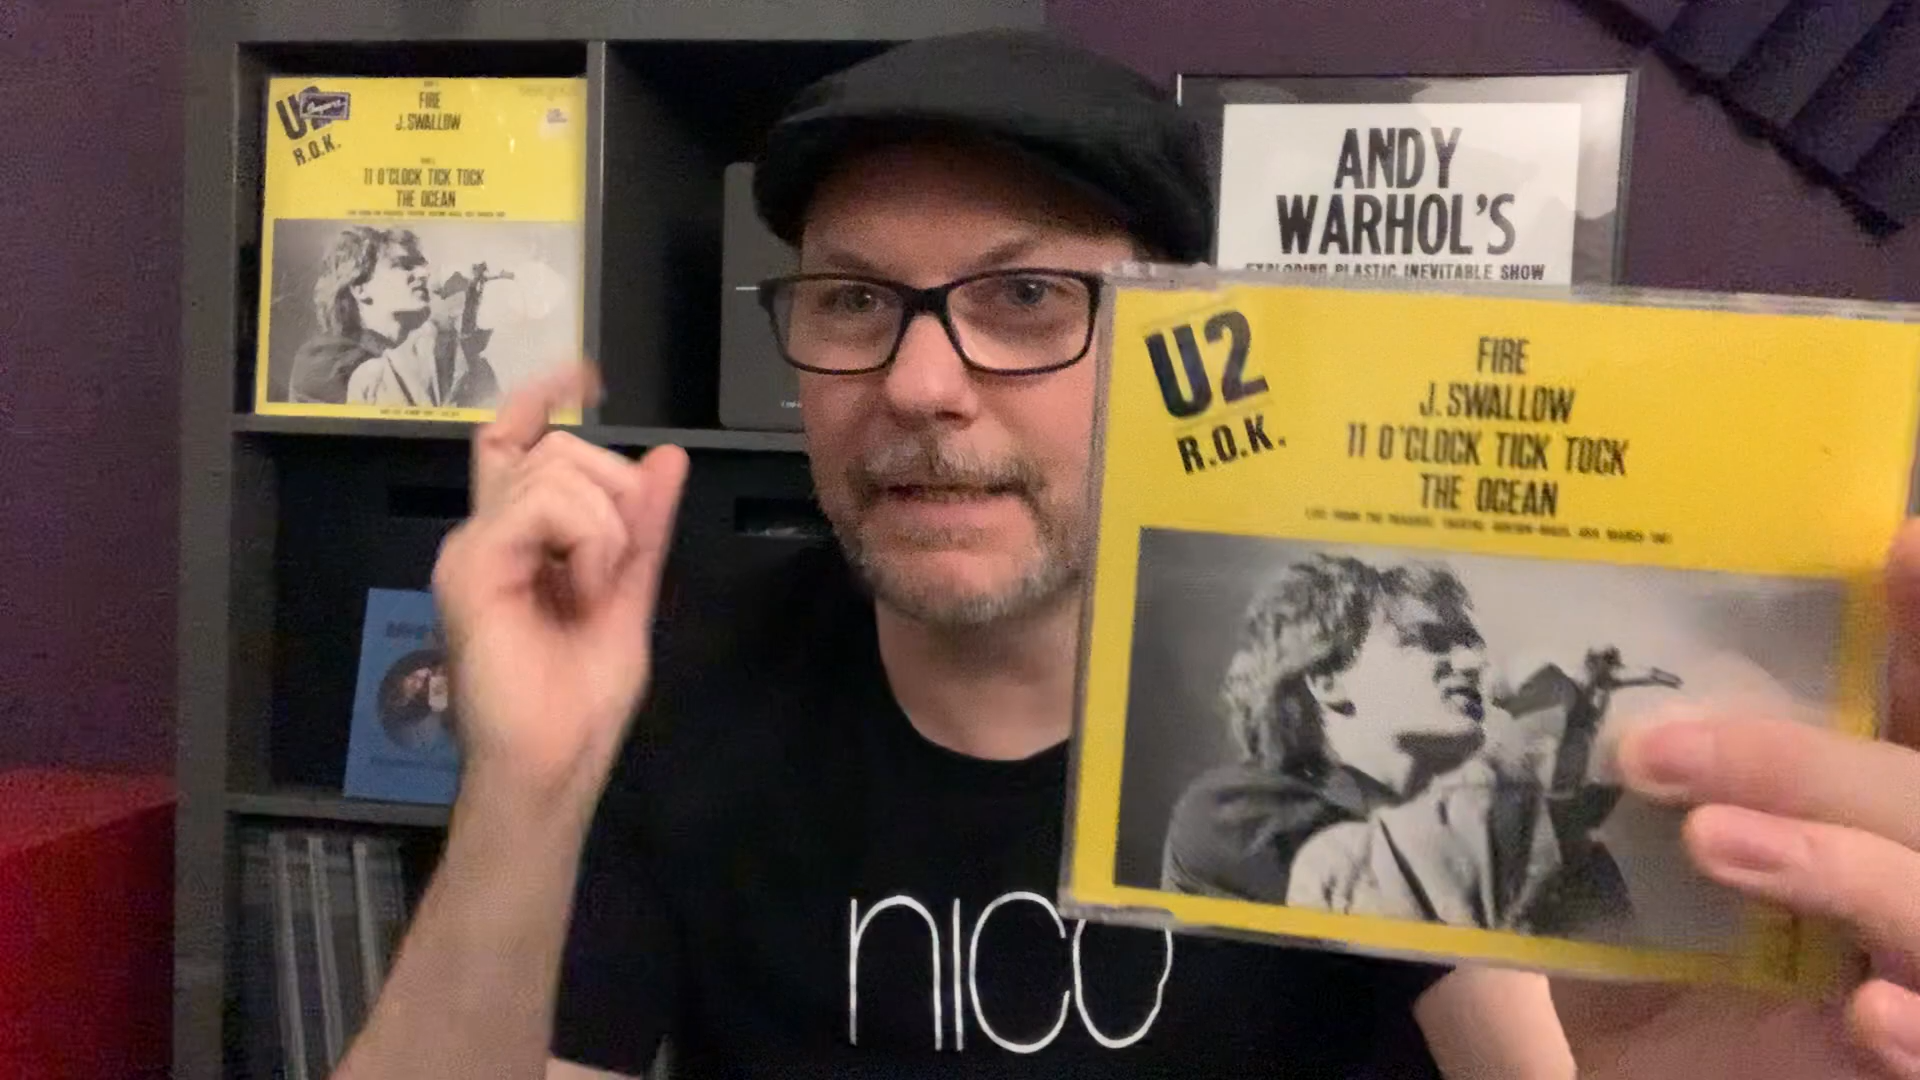 U2
R.O.K.
FIRE
J. SWALLOW
11 O'CLOCK TICK TOCK
THE OCEAN
ANDY
WARHOL'S
EXPLODING PLASTIC INEVITABLE SHOW
U2
R.O.K.
FIRE
J. SWALLOW
11 O'CLOCK TICK TOCK
THE OCEAN
nico